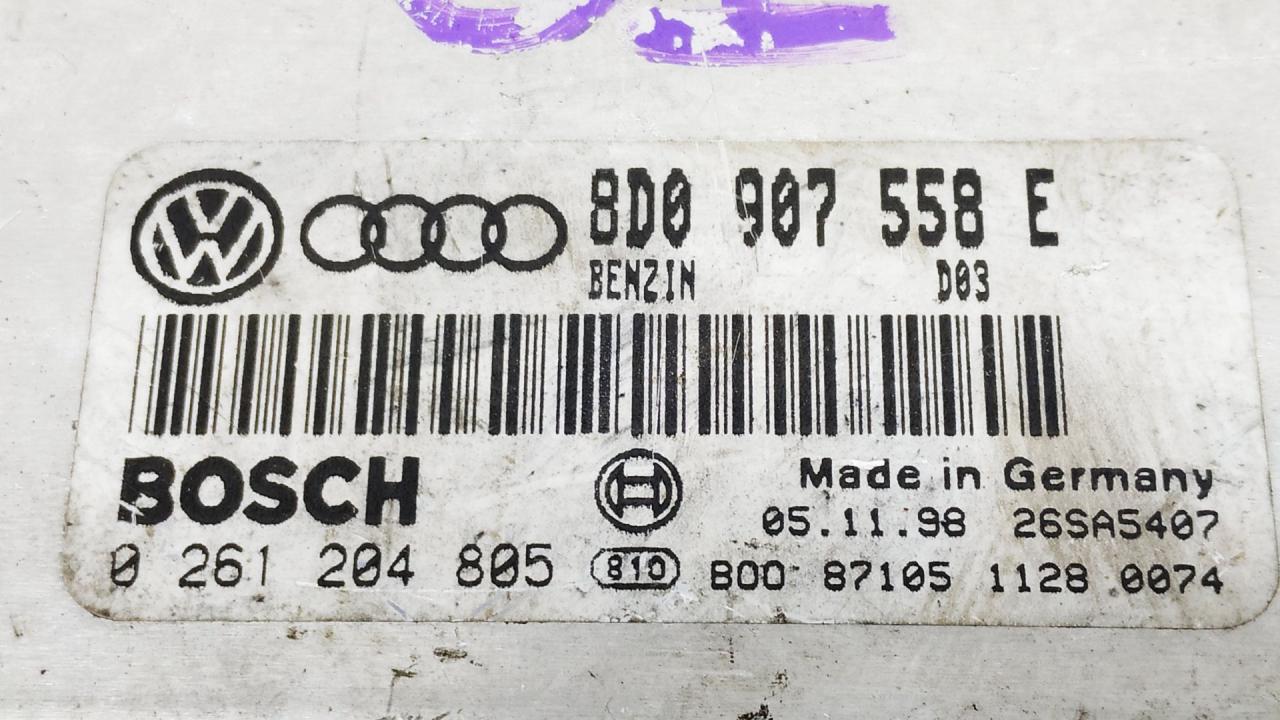 8D0 907 558 E
BENZIN D03
BOSCH
Made in Germany
05.11.98 26SA5407
0 261 204 805 810 800 87105 1128 0074